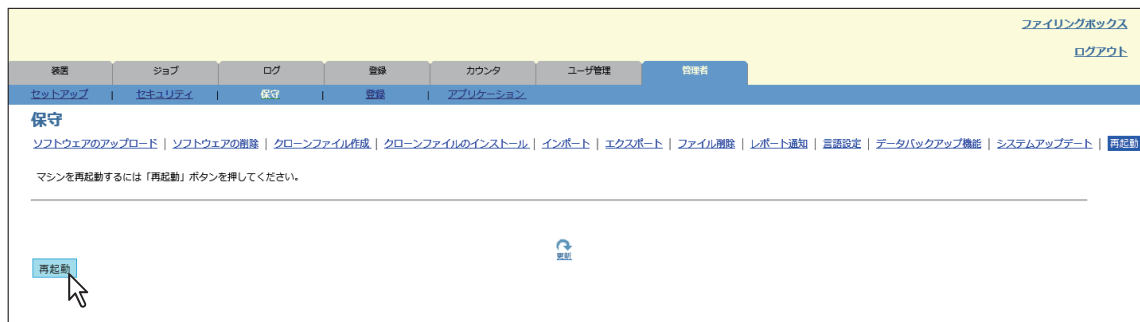 ファイリングボックス
ログアウト
装置 ジョブ ログ 登録 カウンタ ユーザ管理 管理者
セットアップ | セキュリティ | 保守 | 登録 | アプリケーション
保守
ソフトウェアのアップロード | ソフトウェアの削除 | クローンファイル作成 | クローンファイルのインストール | インポート | エクスポート | ファイル削除 | レポート通知 | 言語設定 | データバックアップ機能 | システムアップデート | 再起動
マシンを再起動するには「再起動」ボタンを押してください。
更新
再起動